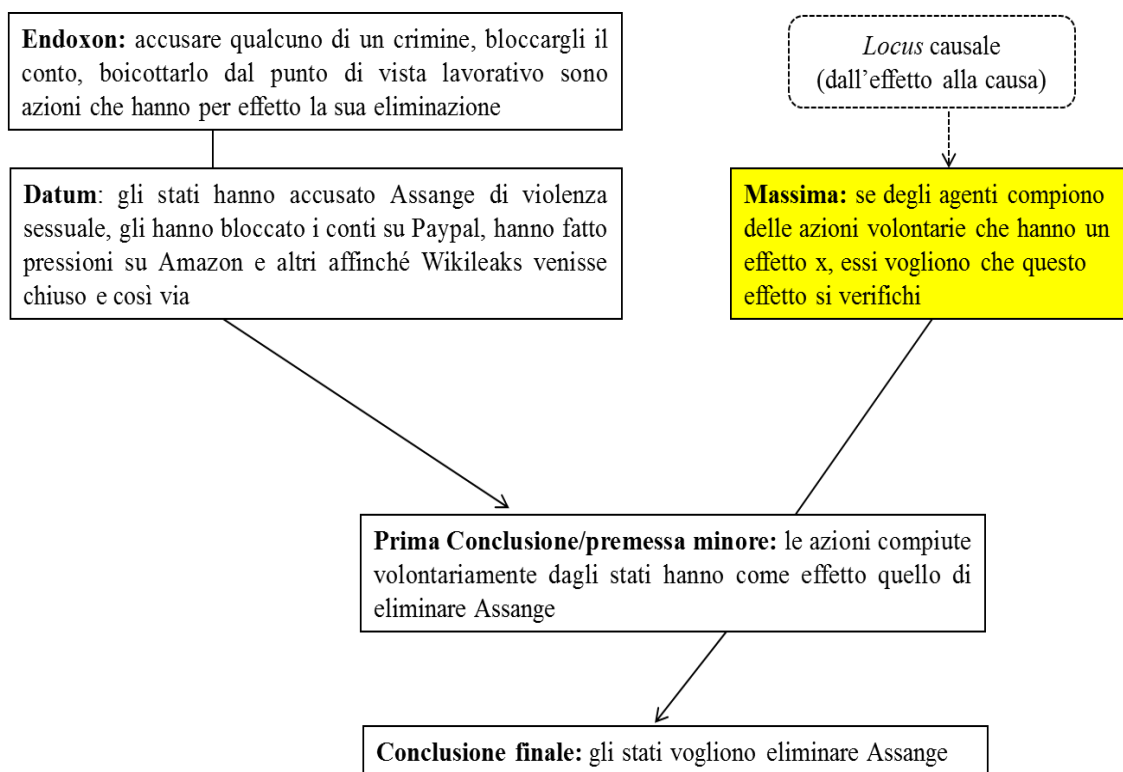 Endoxon: accusare qualcuno di un crimine, bloccargli il
conto, boicottarlo dal punto di vista lavorativo sono
azioni che hanno per effetto la sua eliminazione
Locus causale
(dall'effetto alla causa)
Datum: gli stati hanno accusato Assange di violenza
sessuale, gli hanno bloccato i conti su Paypal, hanno fatto
pressioni su Amazon e altri affinché Wikileaks venisse
chiuso e così via
Massima: se degli agenti compiono
delle azioni volontarie che hanno un
effetto x, essi vogliono che questo
effetto si verifichi
Prima Conclusione/premessa minore: le azioni compiute
volontariamente dagli stati hanno come effetto quello di
eliminare Assange
Conclusione finale: gli stati vogliono eliminare Assange